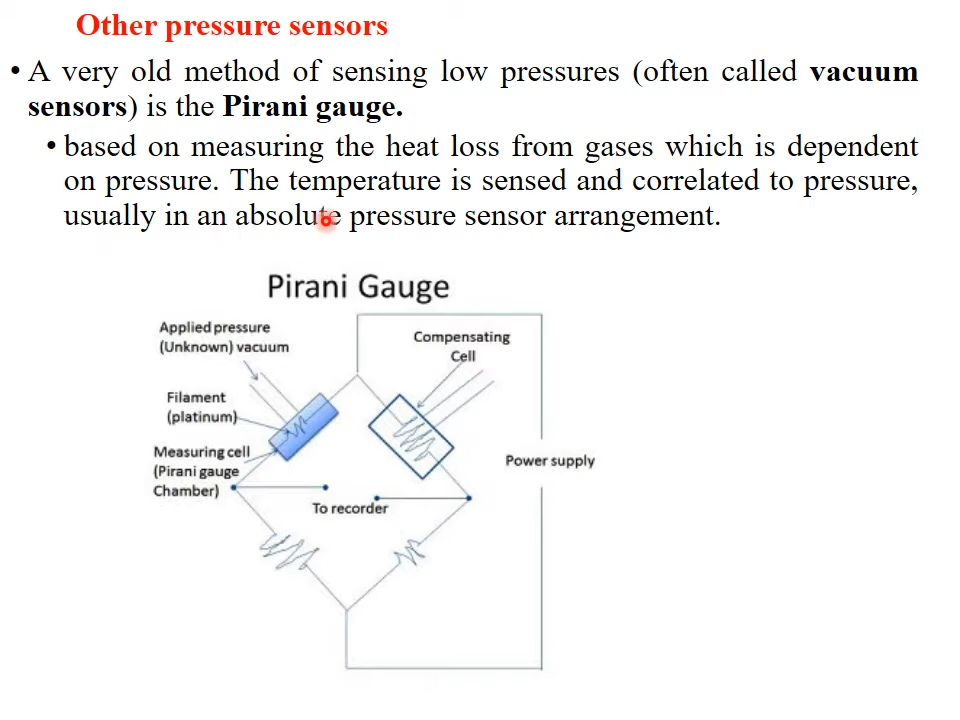 Other pressure sensors
• A very old method of sensing low pressures (often called vacuum
sensors) is the Pirani gauge.
• based on measuring the heat loss from gases which is dependent
on pressure. The temperature is sensed and correlated to pressure,
usually in an absolute pressure sensor arrangement.
Pirani Gauge
Applied pressure
(Unknown) vacuum
Compensating
Cell
Filament
(platinum)
Measuring cell
(Pirani gauge
Chamber)
Power supply
To recorder